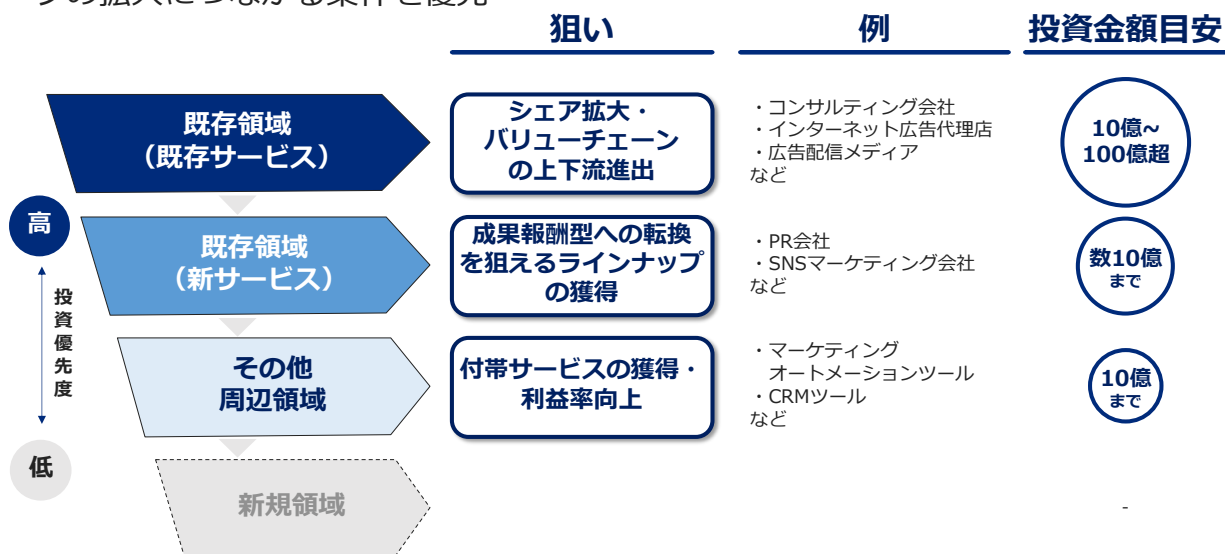 狙い
例
投資金額目安
既存領域
（既存サービス）
シェア拡大・
バリューチェーン
の上下流進出
・コンサルティング会社
・インターネット広告代理店
・広告配信メディア
など
10億~
100億超
高
投資優先度
低
既存領域
（新サービス）
成果報酬型への転換
を狙えるラインナップ
の獲得
・PR会社
・SNSマーケティング会社
など
数10億
まで
その他
周辺領域
付帯サービスの獲得・
利益率向上
・マーケティング
オートメーションツール
・CRMツール
など
10億
まで
新規領域
-